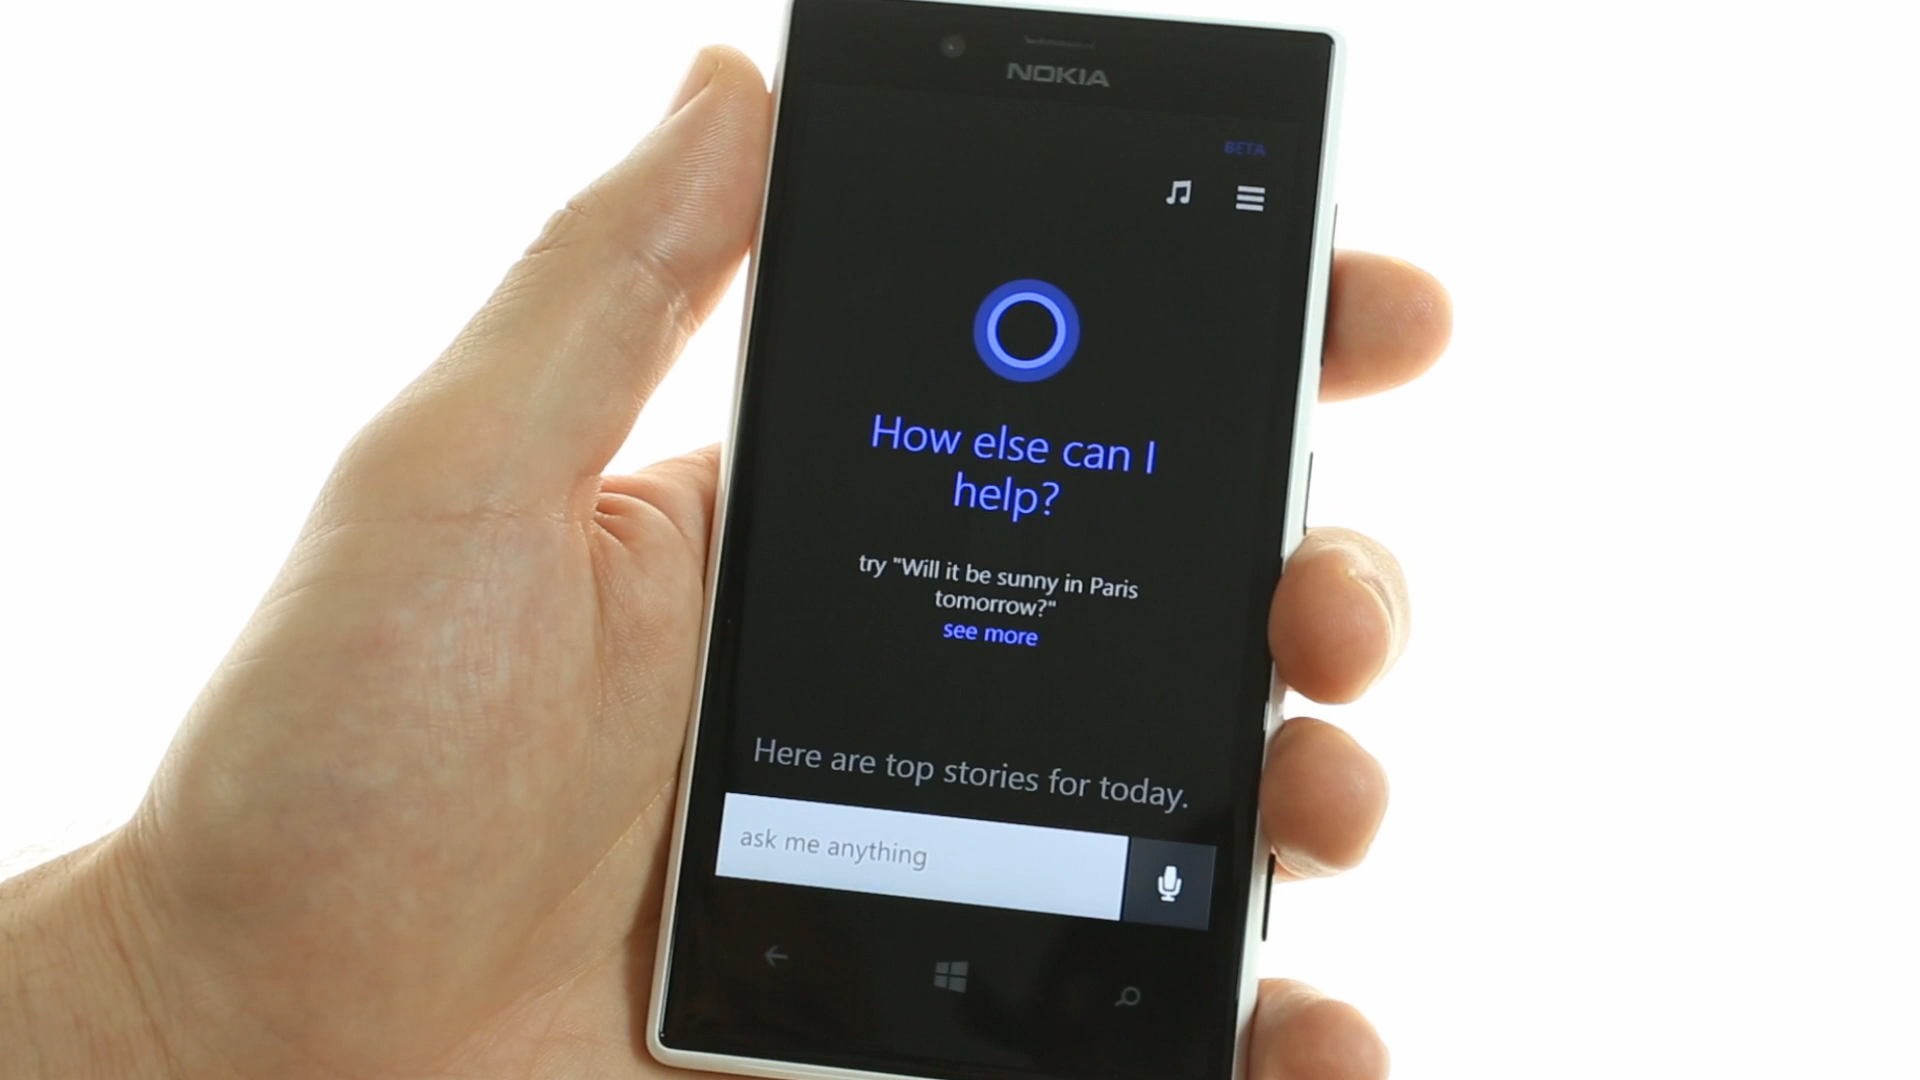 NOKIA
BETA
How else can I
help?
try "Will it be sunny in Paris
tomorrow?"
see more
Here are top stories for today.
ask me anything